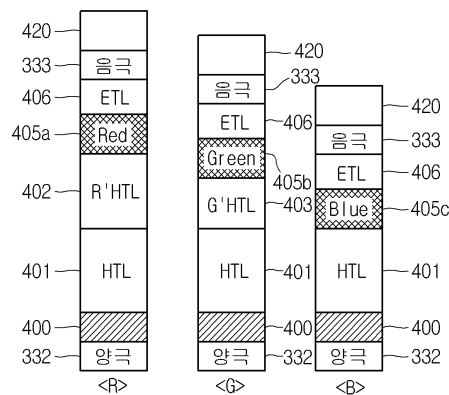 420
333 음극
406 ETL
405a Red
402 R'HTL
401 HTL
400
332 양극
<R>
420
음극 333
ETL 406
Green 405b
G'HTL 403
HTL 401
400
양극 332
<G>
420
음극 333
ETL 406
Blue 405c
HTL 401
400
양극 332
<B>